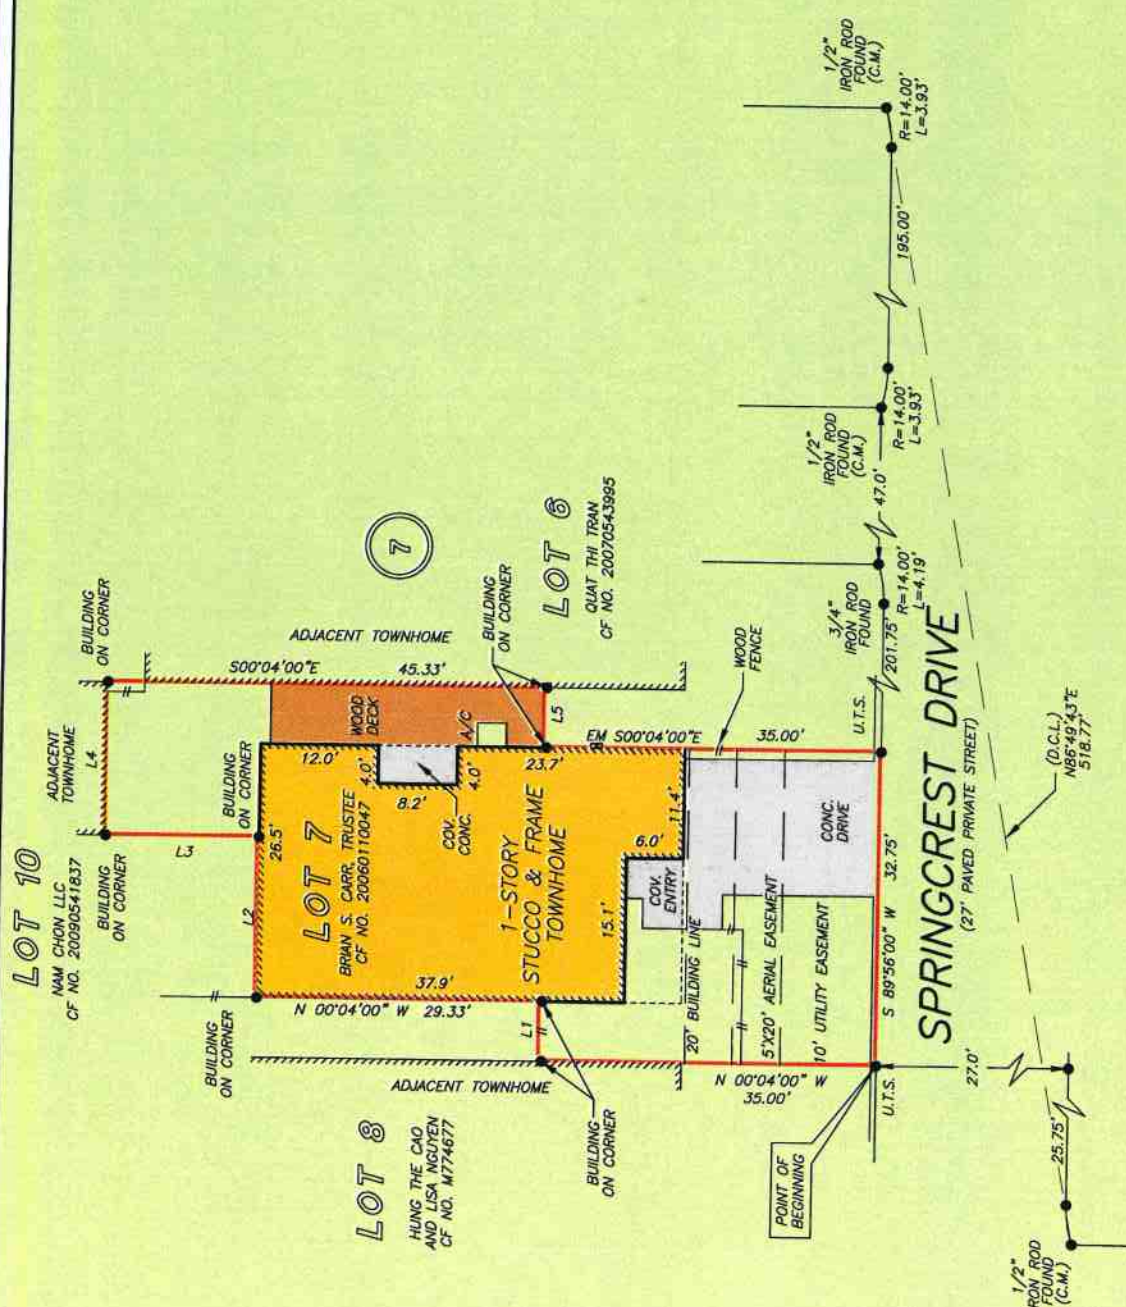 LOT 10
NAM CHON LLC
CF NO. 20090541837
ADJACENT
TOWNHOME
BUILDING
ON CORNER
BUILDING
ON CORNER
L4
L3
BUILDING
ON CORNER
L2
26.5'
BUILDING
ON CORNER
S00°04'00"E
45.33'
ADJACENT TOWNHOME
7
BUILDING
ON CORNER
LOT 6
QUAT THI TRAN
CF NO. 20070543995
WOOD
DECK
A/C
L5
12.0'
4.0'
8.2'
4.0'
COV.
CONC.
23.7'
EM S00°04'00"E
35.00'
WOOD
FENCE
LOT 7
BRIAN S. CARR, TRUSTEE
CF NO. 20060110047
1-STORY
STUCCO & FRAME
TOWNHOME
37.9'
N 00°04'00" W 29.33'
L1
15.1'
6.0'
11.4'
COV.
ENTRY
CONC.
DRIVE
20' BUILDING LINE
5'X20' AERIAL EASEMENT
10' UTILITY EASEMENT
ADJACENT TOWNHOME
LOT 8
HUNG THE CAO
AND LISA NGUYEN
CF NO. M774677
BUILDING
ON CORNER
N 00°04'00" W
35.00'
POINT OF
BEGINNING
U.T.S.
S 89°56'00" W 32.75'
U.T.S.
SPRINGCREST DRIVE
(27' PAVED PRIVATE STREET)
27.0'
25.75'
1/2"
IRON ROD
FOUND
(C.M.)
(D.C.L.)
N86°49'43"E
518.77'
201.75'
3/4"
IRON ROD
FOUND
R=14.00'
L=4.19'
47.0'
1/2"
IRON ROD
FOUND
(C.M.)
R=14.00'
L=3.93'
195.00'
1/2"
IRON ROD
FOUND
(C.M.)
R=14.00'
L=3.93'